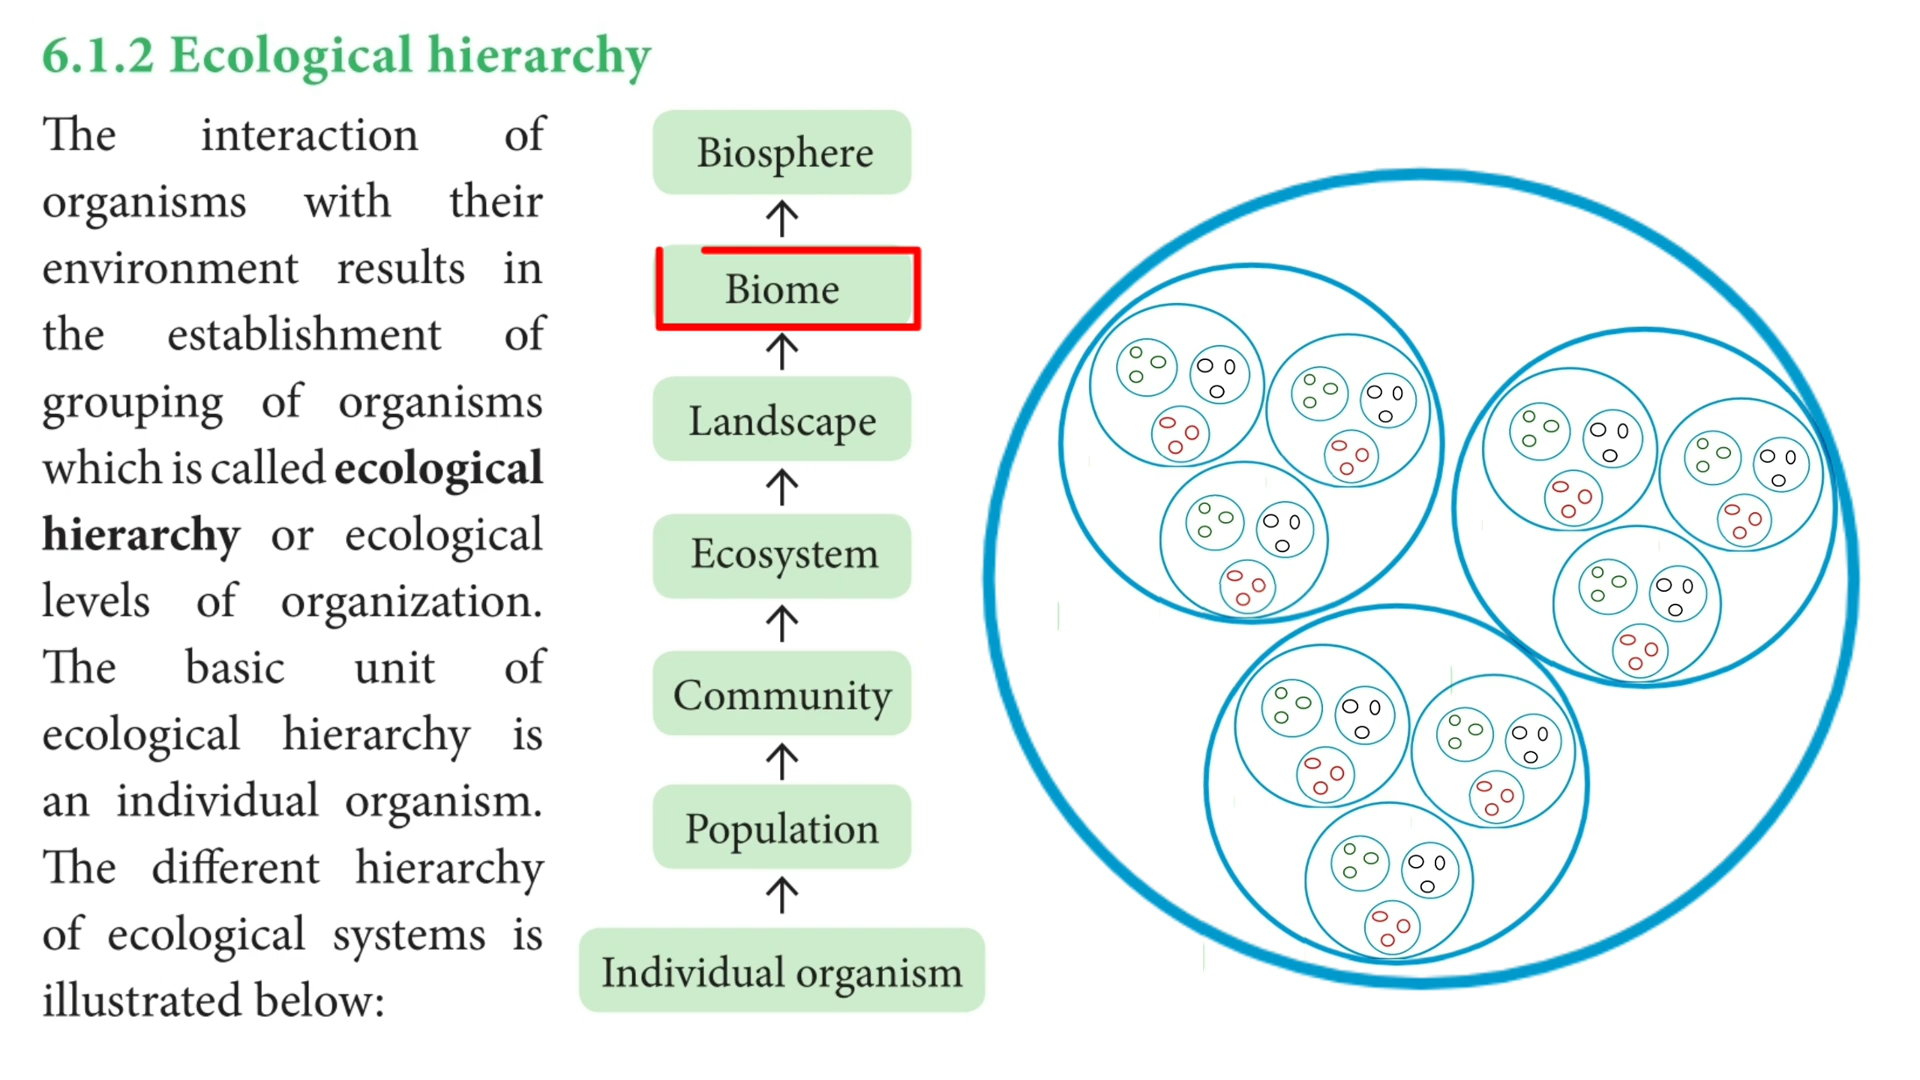 6.1.2 Ecological hierarchy
The interaction of
organisms with their
environment results in
the establishment of
grouping of organisms
which is called ecological
hierarchy or ecological
levels of organization.
The basic unit of
ecological hierarchy is
an individual organism.
The different hierarchy
of ecological systems is
illustrated below:
Biosphere
Biome
Landscape
Ecosystem
Community
Population
Individual organism